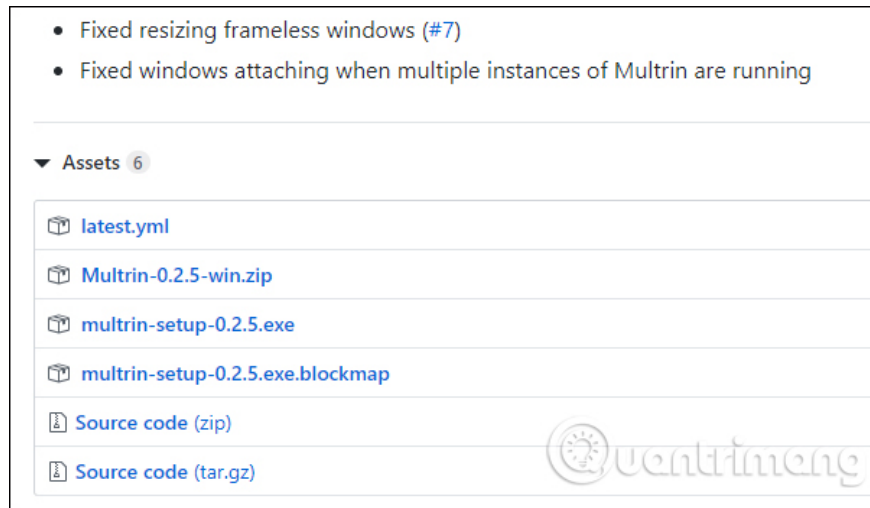 Fixed resizing frameless windows (#7)
Fixed windows attaching when multiple instances of Multrin are running
Assets 6
latest.yml
Multrin-0.2.5-win.zip
multrin-setup-0.2.5.exe
multrin-setup-0.2.5.exe.blockmap
Source code (zip)
Source code (tar.gz)
Quantrimang